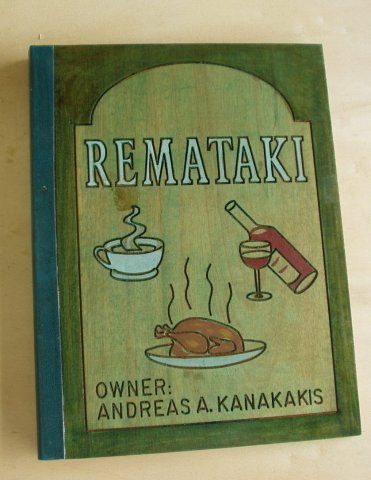 REMATAKI
OWNER:
ANDREAS A. KANAKAKIS